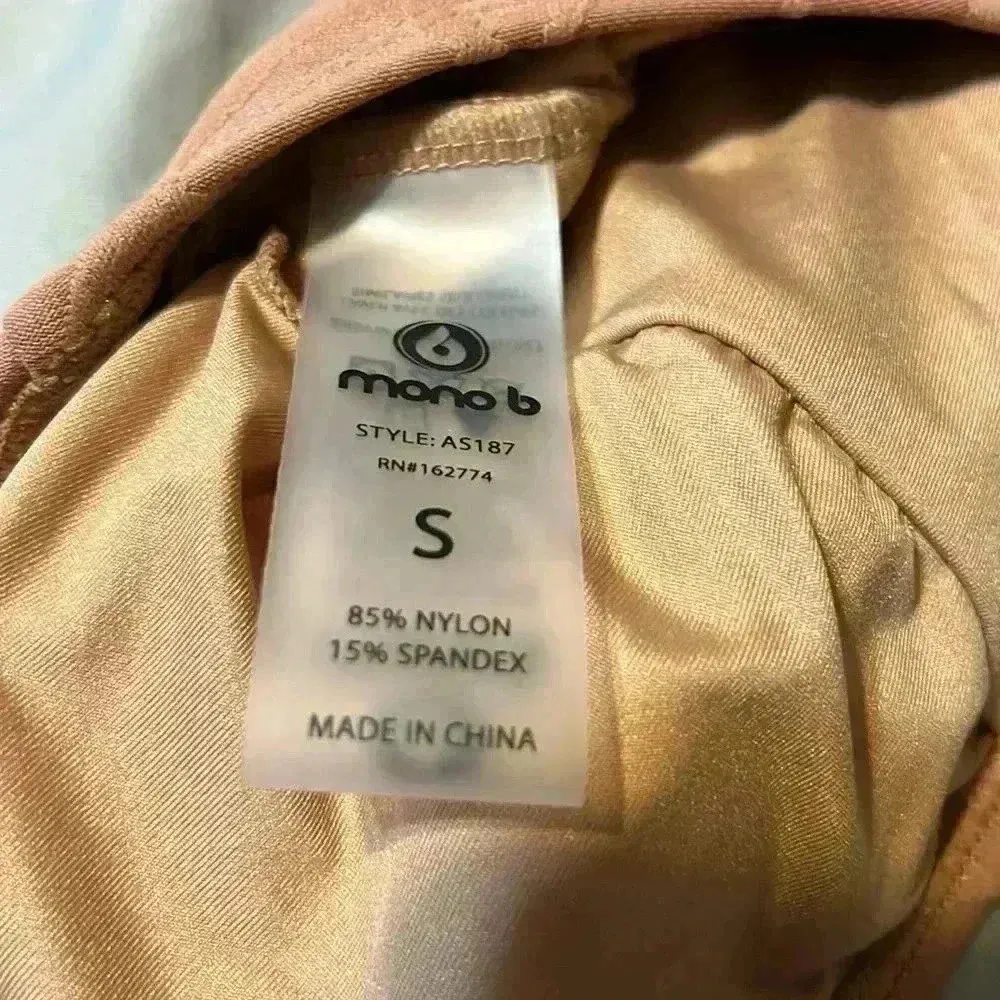 mono b
STYLE: AS187
RN#162774
S
85% NYLON
15% SPANDEX
MADE IN CHINA